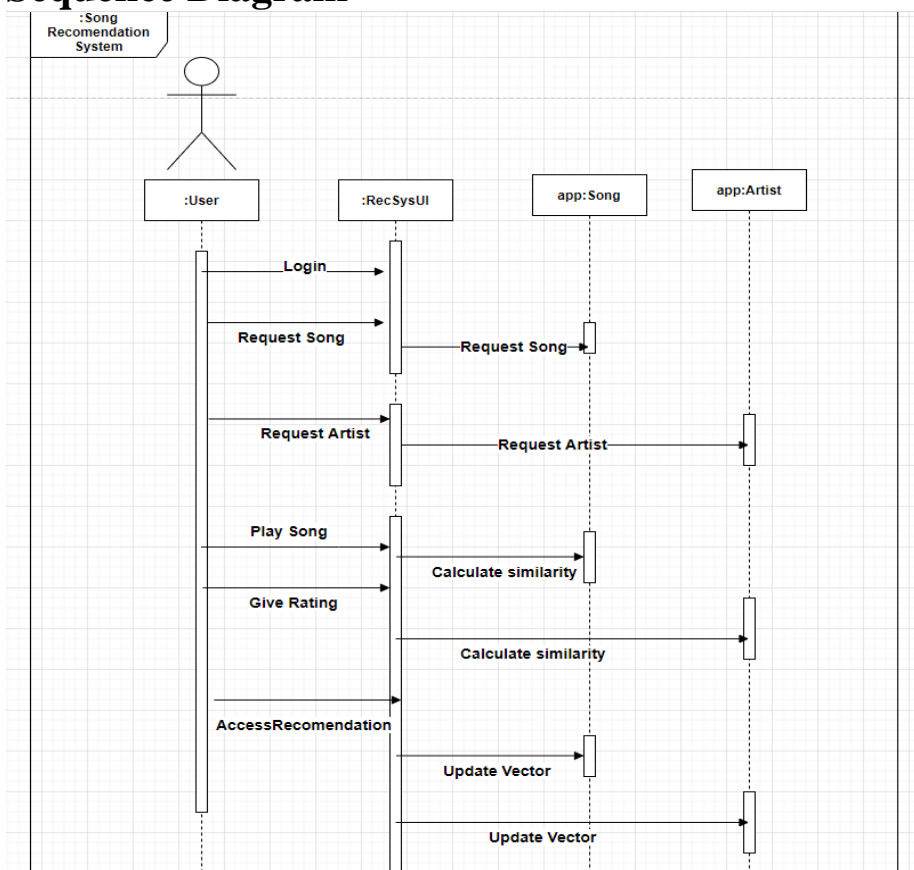 Sequence Diagram
:Song
Recomendation
System
:User
:RecSysUI
app:Song
app:Artist
Login
Request Song
Request Song
Request Artist
Request Artist
Play Song
Calculate similarity
Give Rating
Calculate similarity
AccessRecomendation
Update Vector
Update Vector